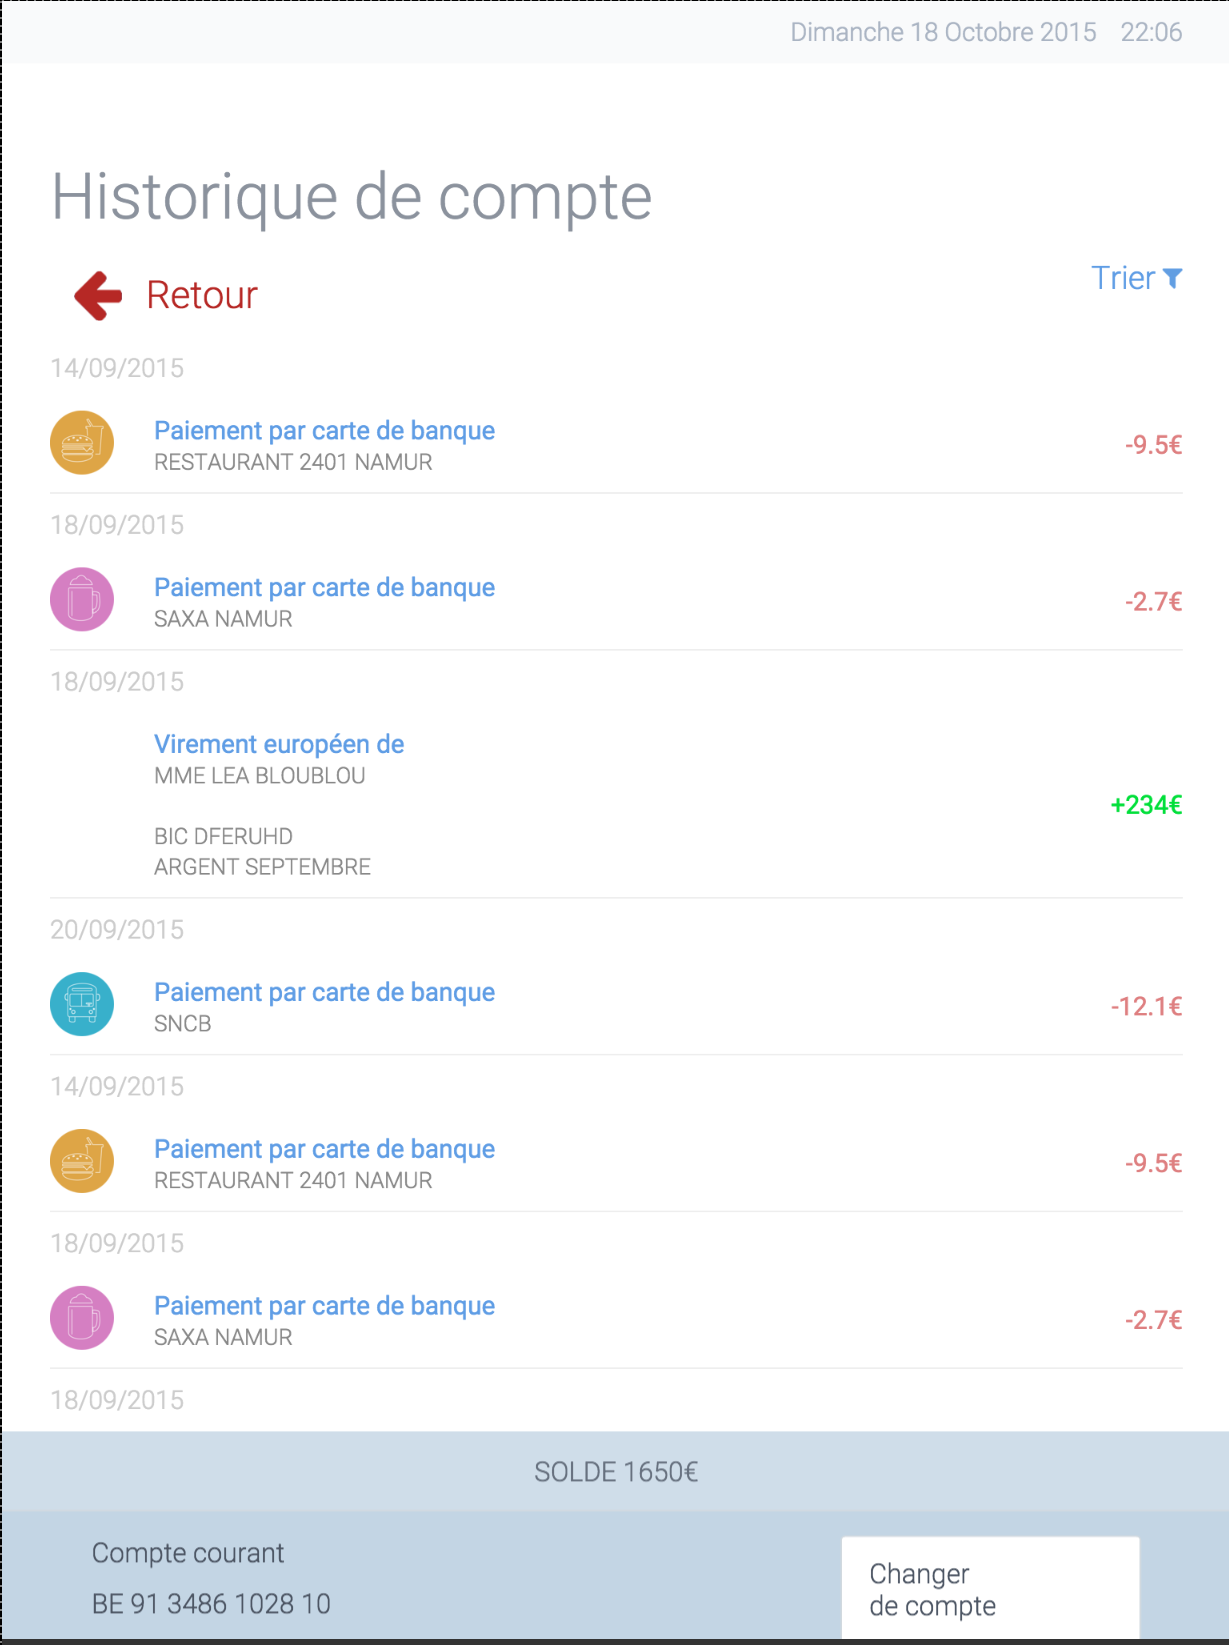 Dimanche 18 Octobre 2015 22:06
Historique de compte
Retour
Trier
14/09/2015
Paiement par carte de banque
RESTAURANT 2401 NAMUR
-9.5€
18/09/2015
Paiement par carte de banque
SAXA NAMUR
-2.7€
18/09/2015
Virement européen de
MME LEA BLOUBLOU
+234€
BIC DFERUHD
ARGENT SEPTEMBRE
20/09/2015
Paiement par carte de banque
SNCB
-12.1€
14/09/2015
Paiement par carte de banque
RESTAURANT 2401 NAMUR
-9.5€
18/09/2015
Paiement par carte de banque
SAXA NAMUR
-2.7€
18/09/2015
SOLDE 1650€
Compte courant
BE 91 3486 1028 10
Changer
de compte